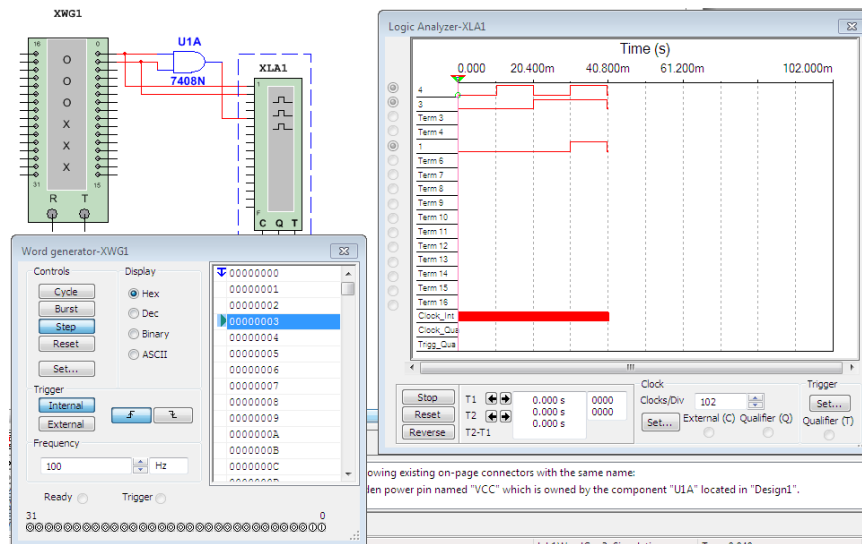 XWG1
16 0
O
O
O
X
X
X
31 15
R T
U1A
7408N
XLA1
1
F
C Q T
Logic Analyzer-XLA1
Time (s)
0.000 20.400m 40.800m 61.200m 102.000m
4
3
Term 3
Term 4
1
Term 6
Term 7
Term 8
Term 9
Term 10
Term 11
Term 12
Term 13
Term 14
Term 15
Term 16
Clock_Int
Clock_Qua
Trigg_Qua
Stop
Reset
Reverse
T1 0.000 s 0000
T2 0.000 s 0000
T2-T1 0.000 s
Clock
Clocks/Div 102
Set... External (C) Qualifier (Q)
Trigger
Set...
Qualifier (T)
Word generator-XWG1
Controls
Cycle
Burst
Step
Reset
Set...
Display
Hex
Dec
Binary
ASCII
Trigger
Internal
External
Frequency
100 Hz
Ready Trigger
31 0
00000000
00000001
00000002
00000003
00000004
00000005
00000006
00000007
00000008
00000009
0000000A
0000000B
0000000C
owing existing on-page connectors with the same name:
den power pin named "VCC" which is owned by the component "U1A" located in "Design1".